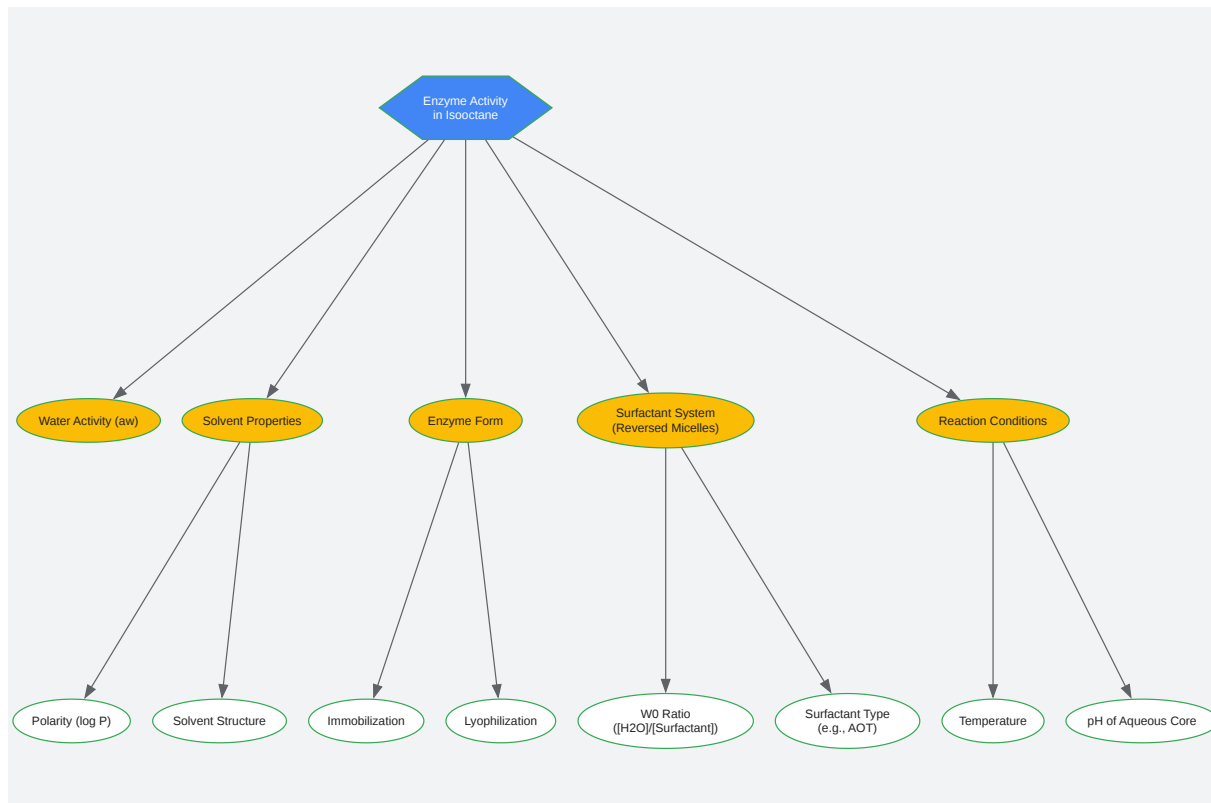 Enzyme Activity
in Isooctane
Water Activity (aw)
Solvent Properties
Enzyme Form
Surfactant System
(Reversed Micelles)
Reaction Conditions
Polarity (log P)
Solvent Structure
Immobilization
Lyophilization
W0 Ratio
([H2O]/[Surfactant])
Surfactant Type
(e.g., AOT)
Temperature
pH of Aqueous Core